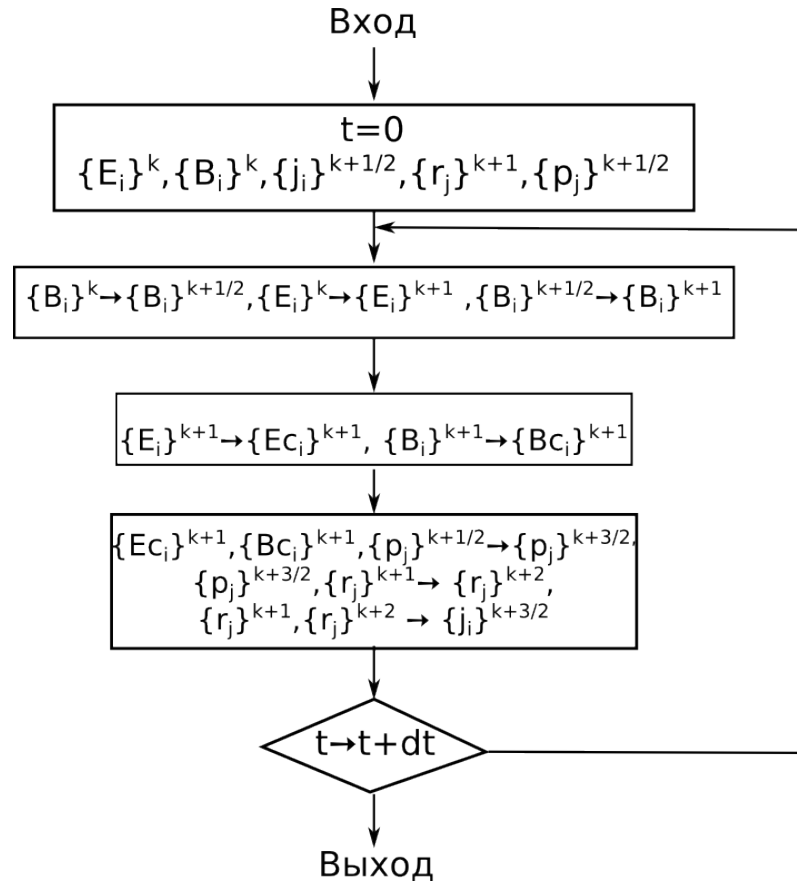 Вход
t=0
{E_i}^k,{B_i}^k,{j_i}^{k+1/2},{r_j}^{k+1},{p_j}^{k+1/2}
{B_i}^k→{B_i}^{k+1/2},{E_i}^k→{E_i}^{k+1} ,{B_i}^{k+1/2}→{B_i}^{k+1}
{E_i}^{k+1}→{Ec_i}^{k+1}, {B_i}^{k+1}→{Bc_i}^{k+1}
{Ec_i}^{k+1},{Bc_i}^{k+1},{p_j}^{k+1/2}→{p_j}^{k+3/2},
{p_j}^{k+3/2},{r_j}^{k+1}→ {r_j}^{k+2},
{r_j}^{k+1},{r_j}^{k+2} → {j_i}^{k+3/2}
t→t+dt
Выход